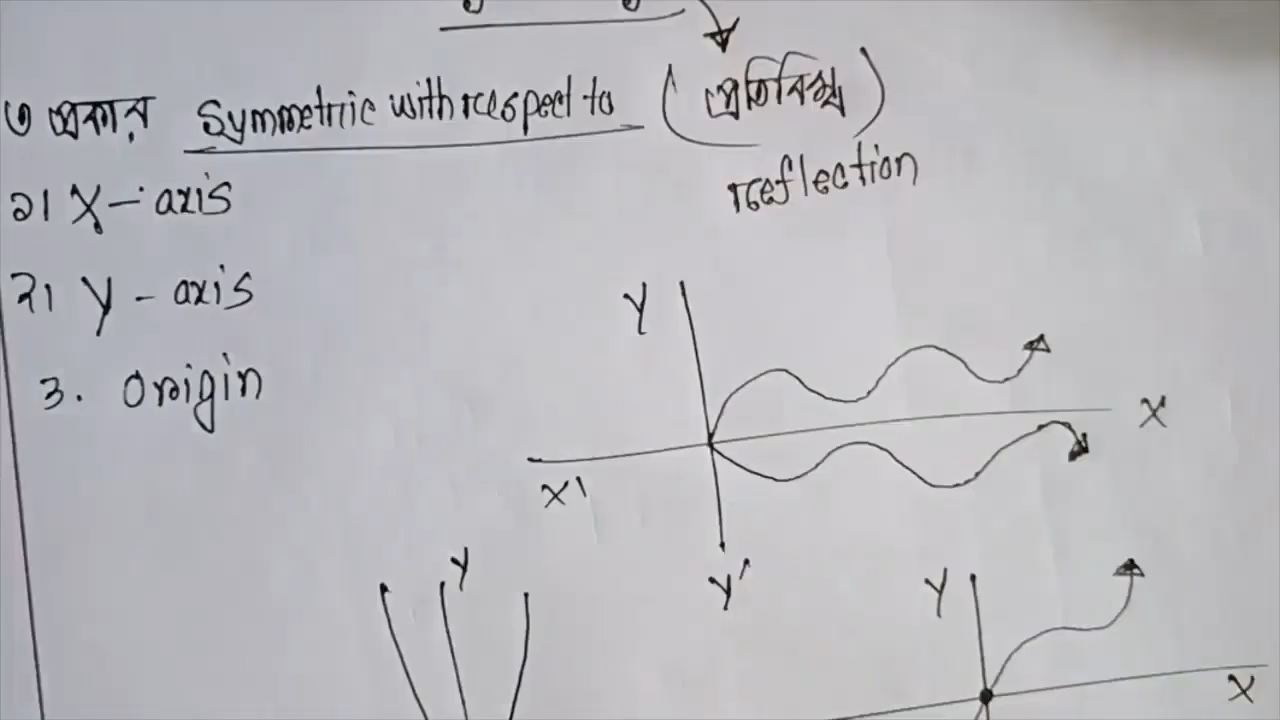 ৩ প্রকার Symmetric with respect to (প্রতিবিম্ব)
reflection
১। X - axis
২। Y - axis
3. Origin
Y
X
X'
Y'
Y
Y
X